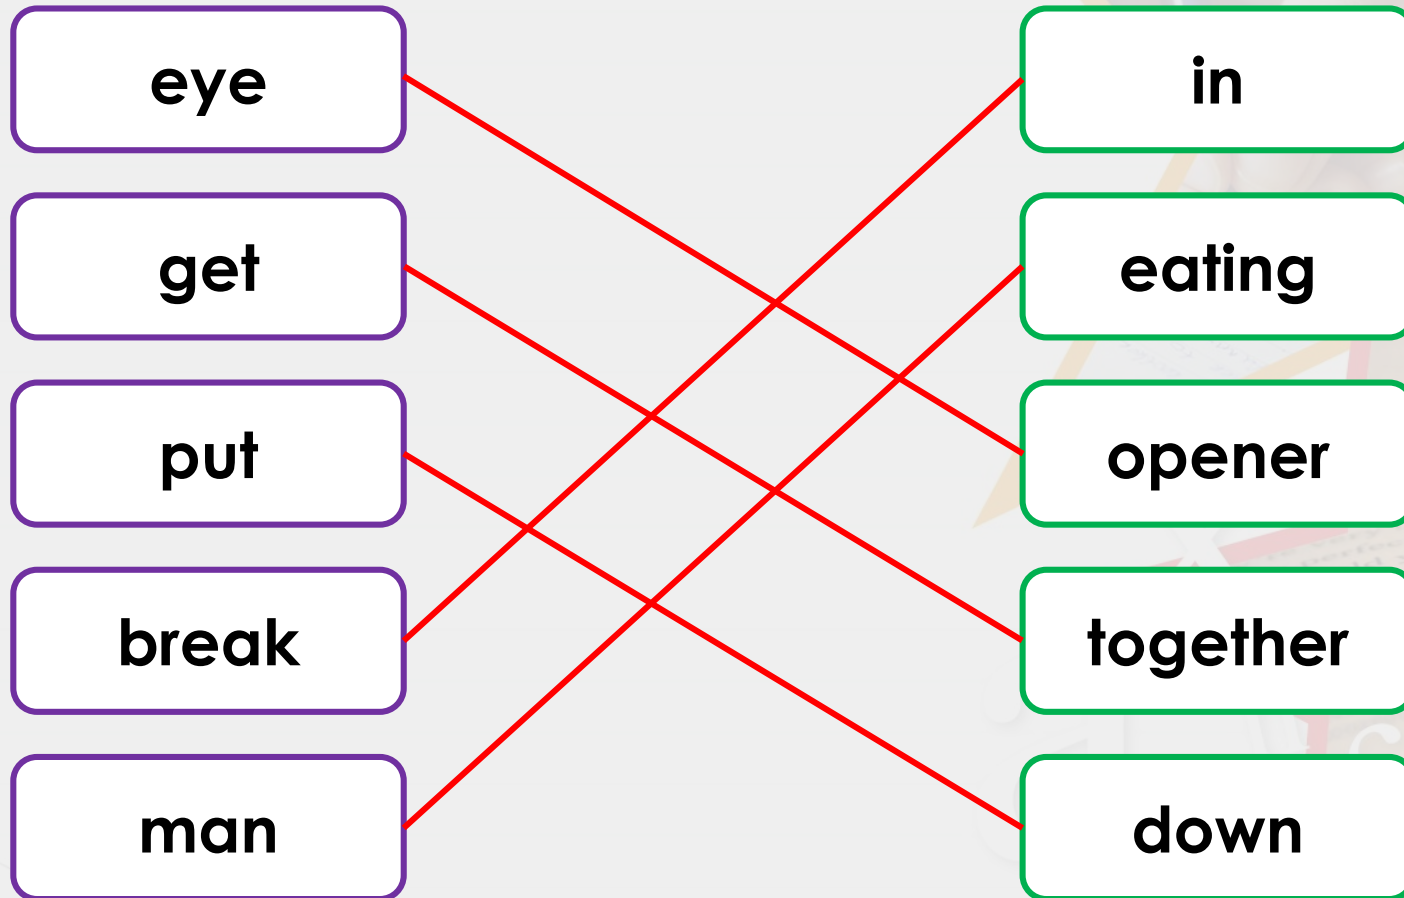 eye
in
get
eating
put
opener
break
together
man
down